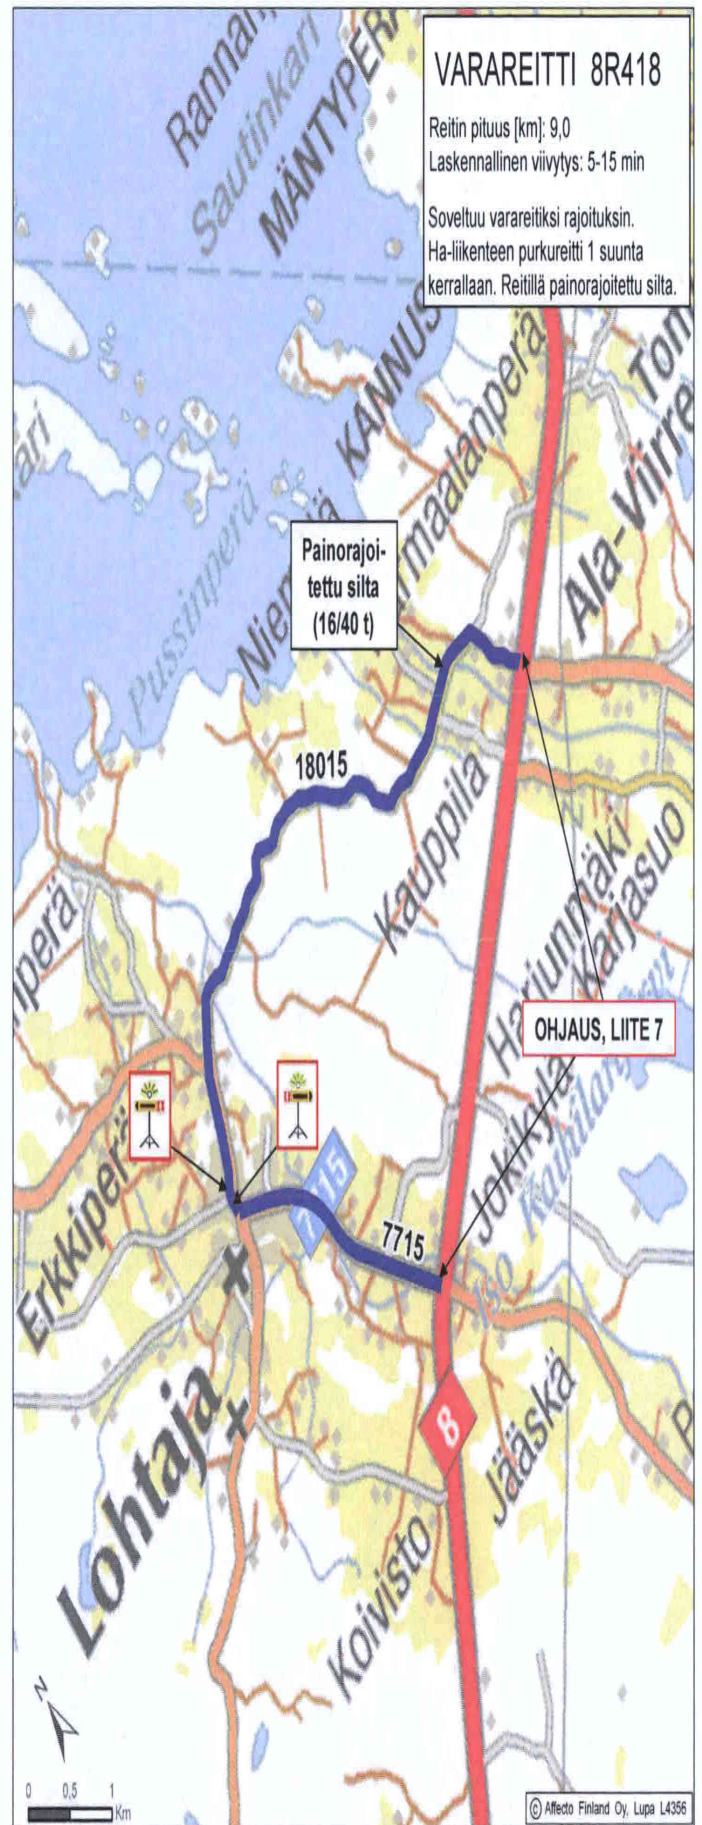 VARAREITTI 8R418
Reitin pituus [km]: 9,0
Laskennallinen viivytys: 5-15 min
Soveltuu varareitiksi rajoituksin.
Ha-liikenteen purkureitti 1 suunta
kerrallaan. Reitillä painorajoitettu silta.
Sautinkari
MÄNTYPERÄ
KANNUS
Ala-Viirre
Pussinperä
Painorajoi-
tettu silta
(16/40 t)
18015
Kauppila
Harjunmäki
Karjasuo
OHJAUS, LIITE 7
Jokikylä
Iso
7715
7715
Erkkiperä
8
Jääskä
Lohtaja
Koivisto
N
0 0,5 1
Km
© Affecto Finland Oy, Lupa L4356